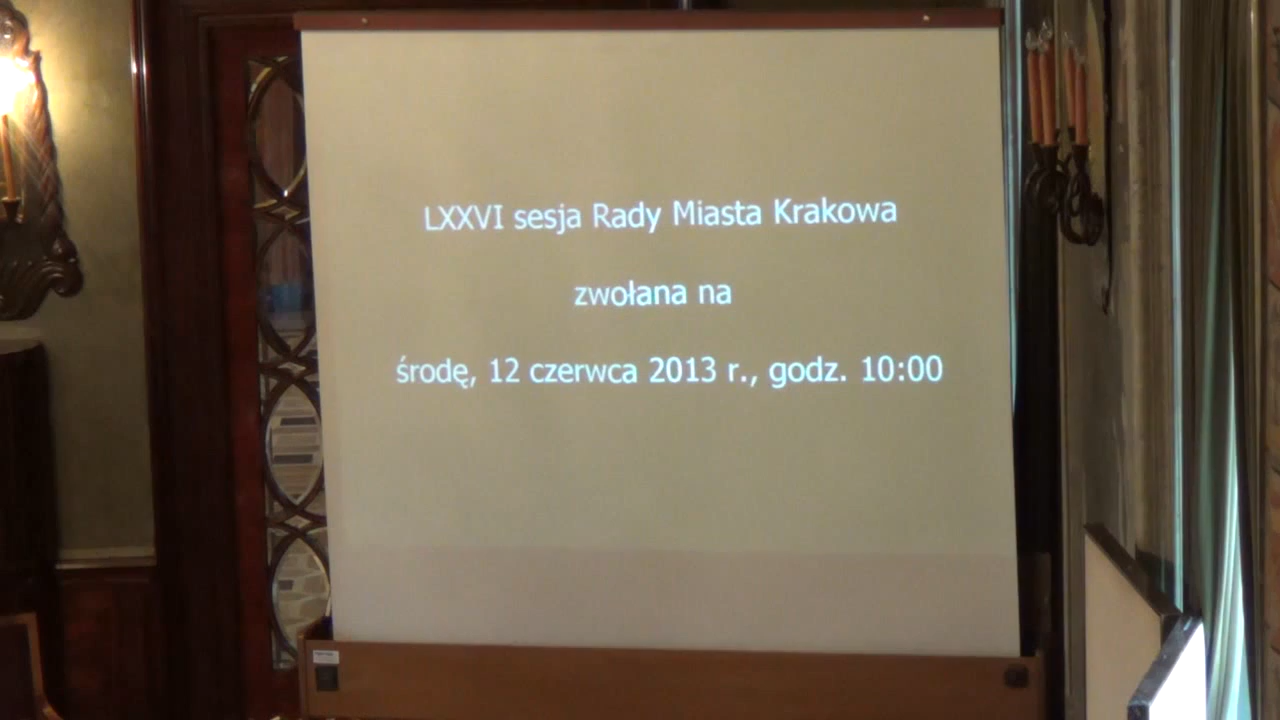 LXXVI sesja Rady Miasta Krakowa
zwołana na
środę, 12 czerwca 2013 r., godz. 10:00